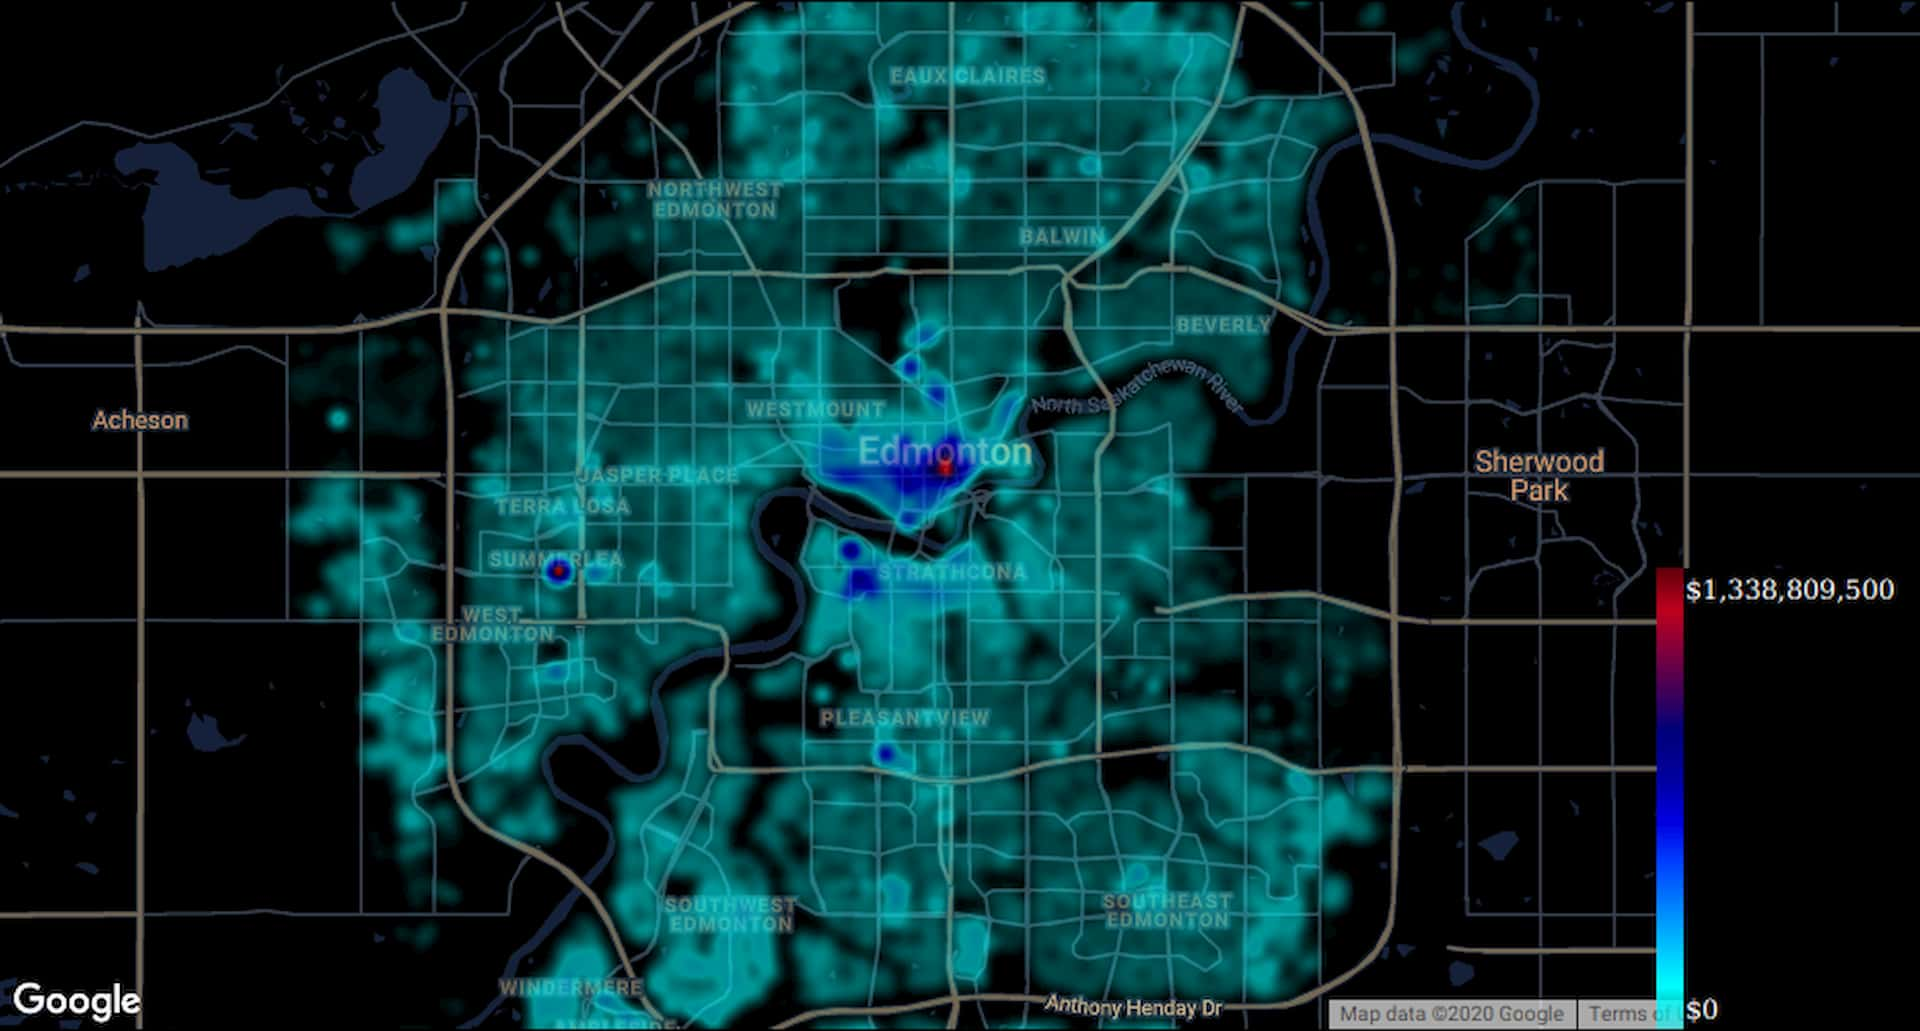 EAUX CLAIRES
NORTHWEST
EDMONTON
BALWIN
BEVERLY
North Saskatchewan River
Acheson
WESTMOUNT
Edmonton
JASPER PLACE
Sherwood
Park
TERRA LOSA
SUMMERLEA
STRATHCONA
$1,338,809,500
WEST
EDMONTON
PLEASANTVIEW
SOUTHWEST
EDMONTON
SOUTHEAST
EDMONTON
WINDERMERE
Anthony Henday Dr
Google
Map data ©2020 Google
Terms of
$0
AMBLESIDE